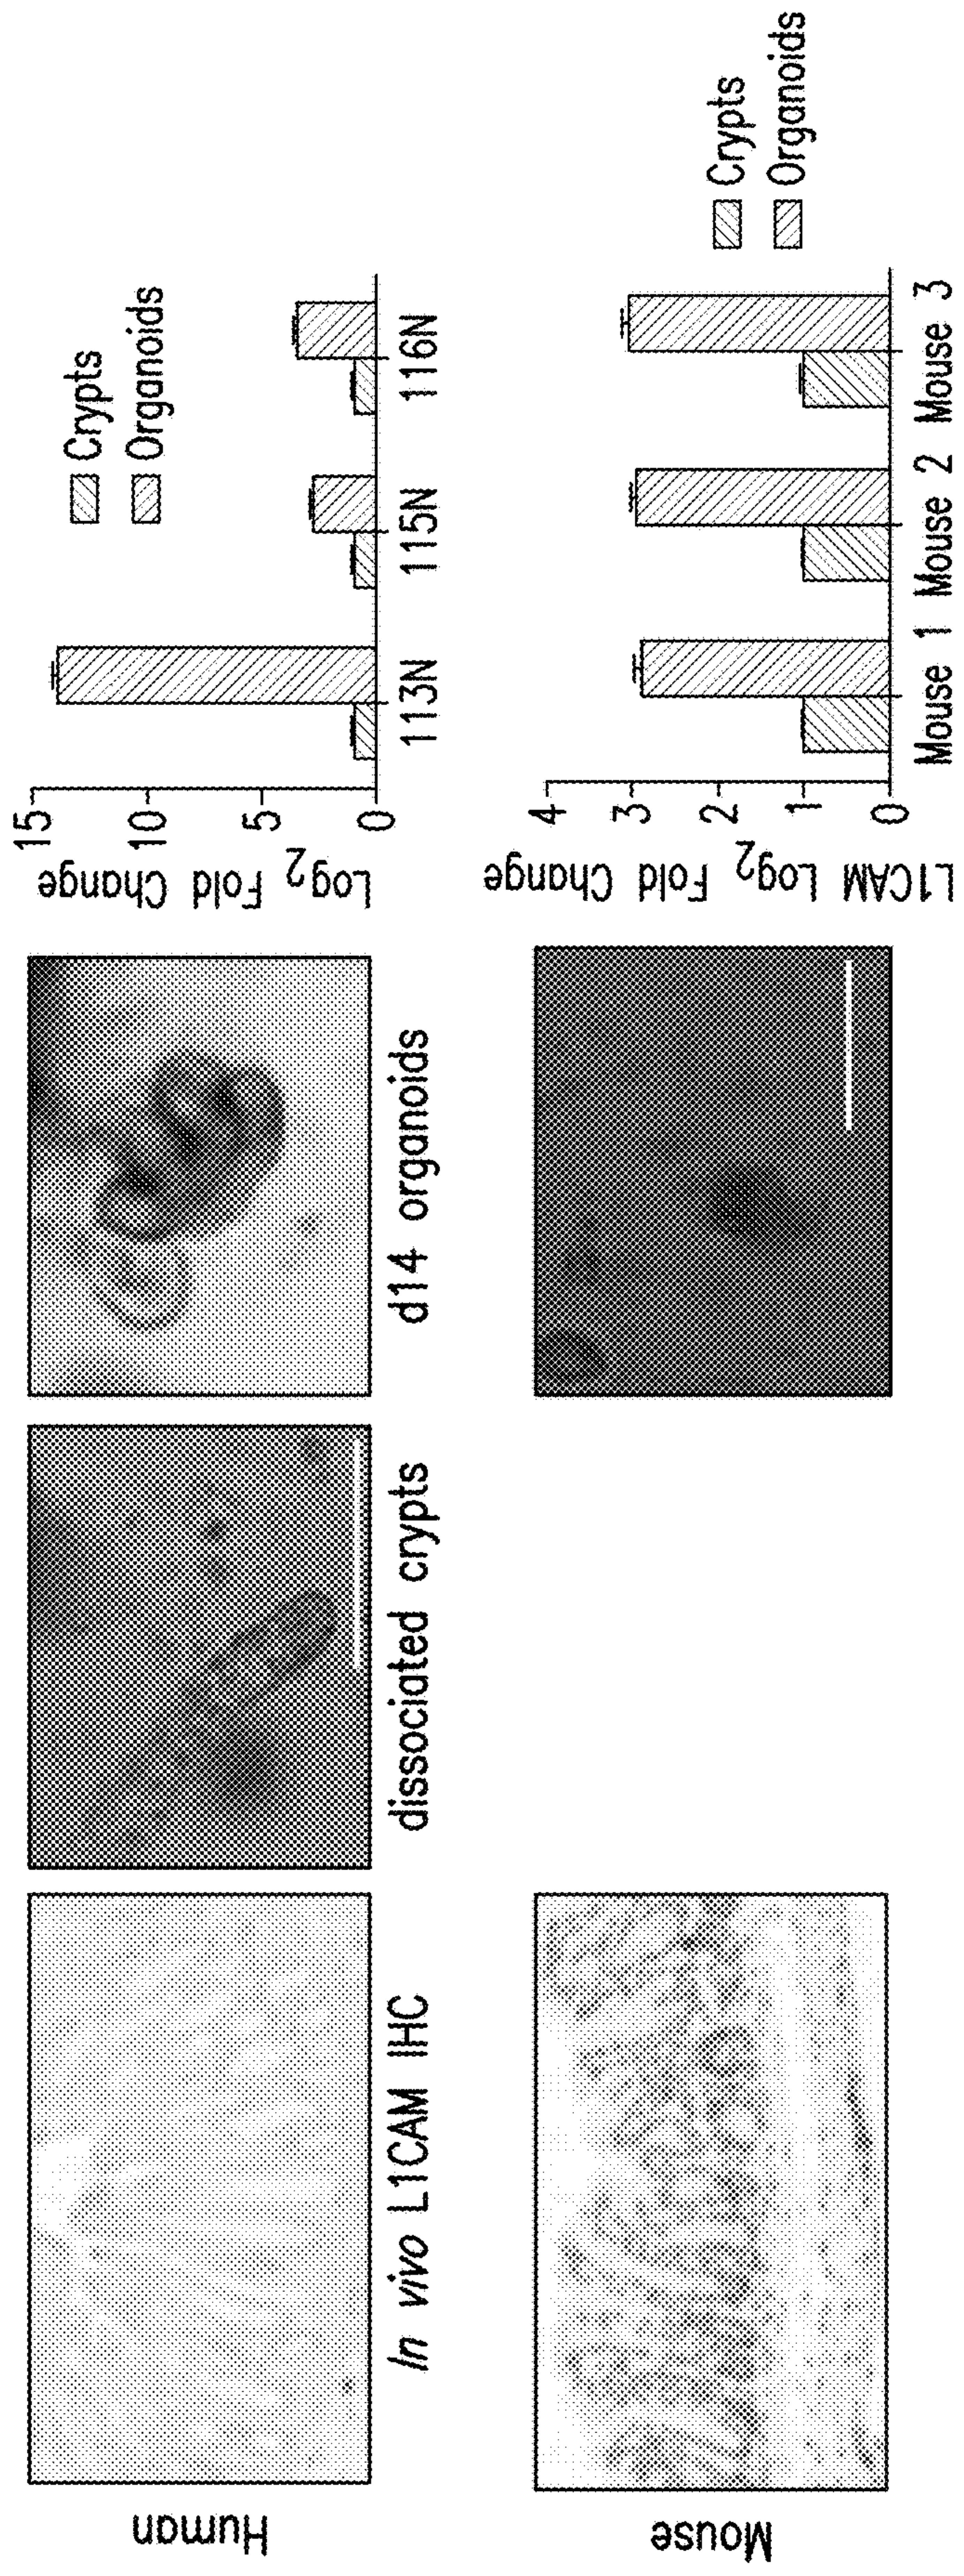 Human
In vivo L1CAM IHC
dissociated crypts
d14 organoids
Log2 Fold Change
15
10
5
0
113N
115N
116N
Crypts
Organoids
Mouse
L1CAM Log2 Fold Change
4
3
2
1
0
Mouse 1
Mouse 2
Mouse 3
Crypts
Organoids